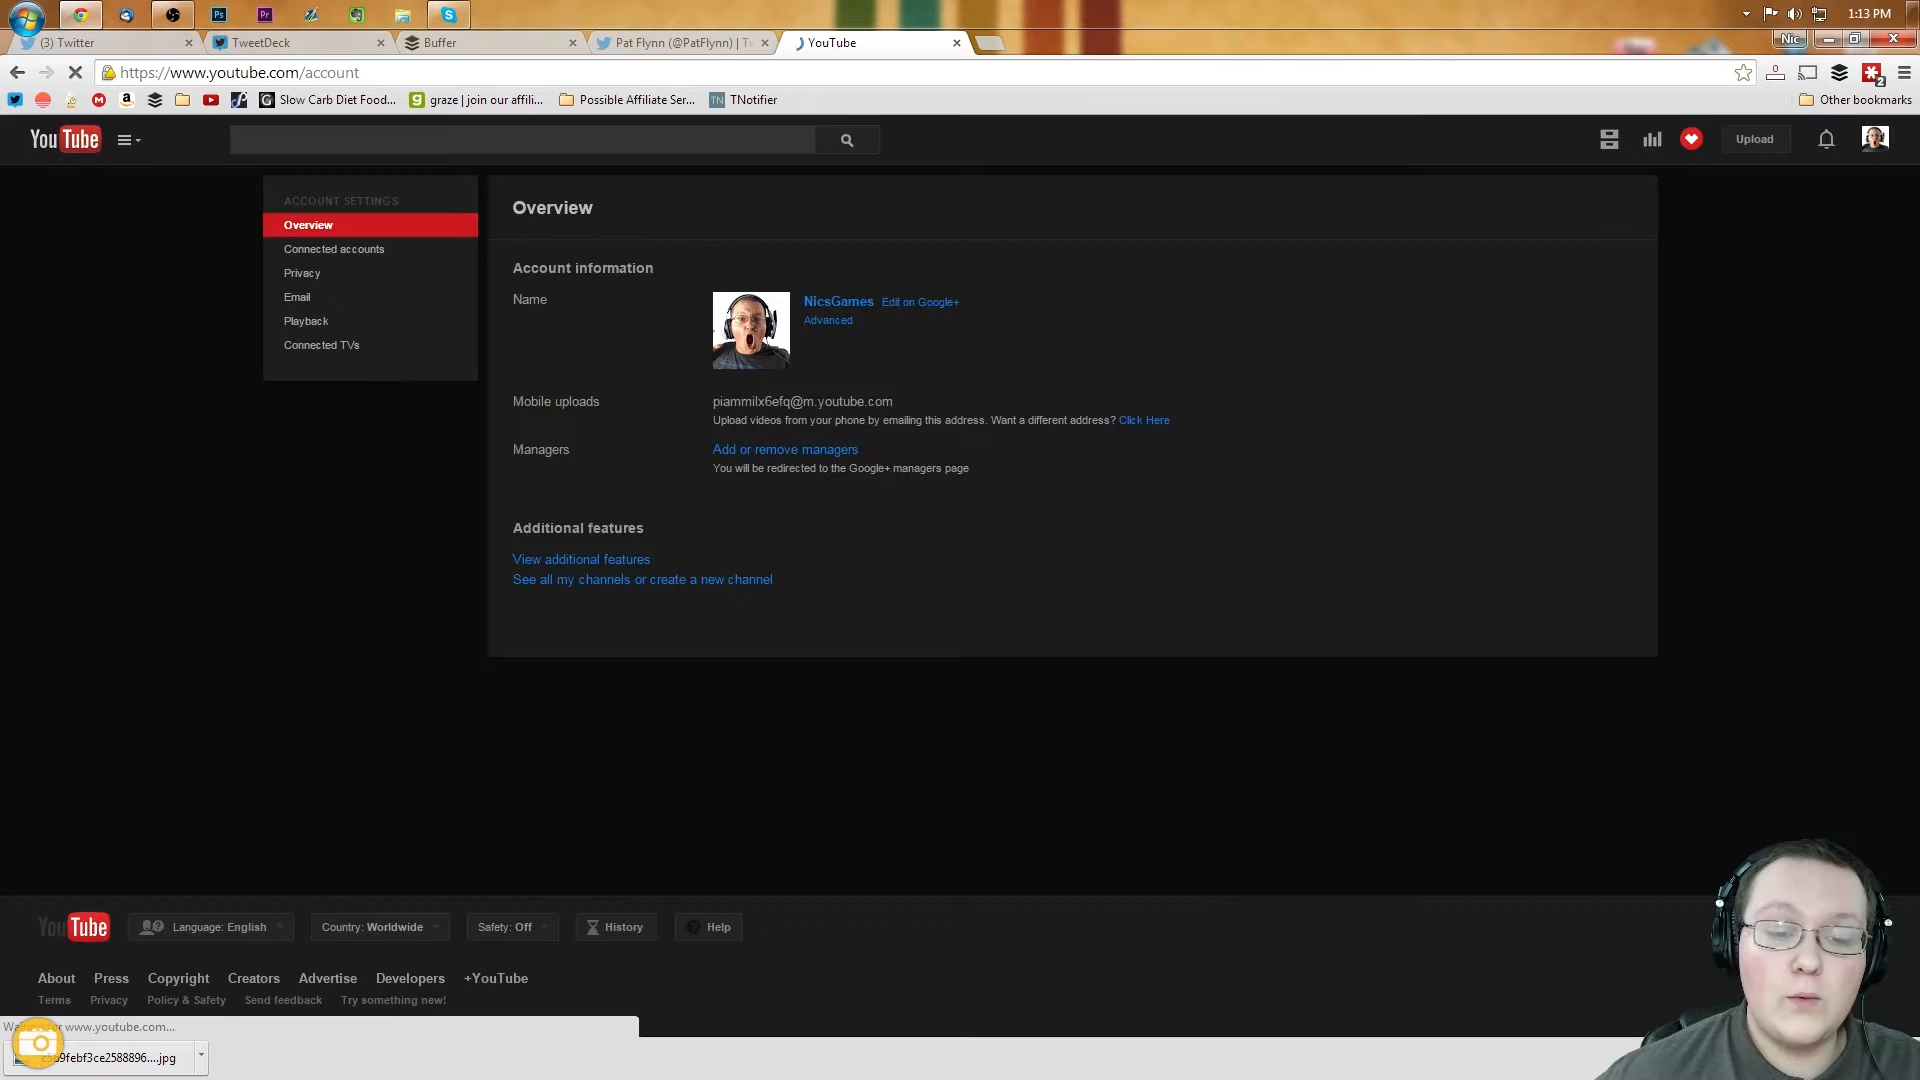 1:13 PM
(3) Twitter
TweetDeck
Buffer
Pat Flynn (@PatFlynn) | Tw
YouTube
Nic
https://www.youtube.com/account
Slow Carb Diet Food...
graze | join our affili...
Possible Affiliate Ser...
TN TNotifier
Other bookmarks
YouTube
Upload
ACCOUNT SETTINGS
Overview
Connected accounts
Privacy
Email
Playback
Connected TVs
Overview
Account information
Name
NicsGames Edit on Google+
Advanced
Mobile uploads
piammilx6efq@m.youtube.com
Upload videos from your phone by emailing this address. Want a different address? Click Here
Managers
Add or remove managers
You will be redirected to the Google+ managers page
Additional features
View additional features
See all my channels or create a new channel
YouTube
Language: English
Country: Worldwide
Safety: Off
History
Help
About Press Copyright Creators Advertise Developers +YouTube
Terms Privacy Policy & Safety Send feedback Try something new!
www.youtube.com...